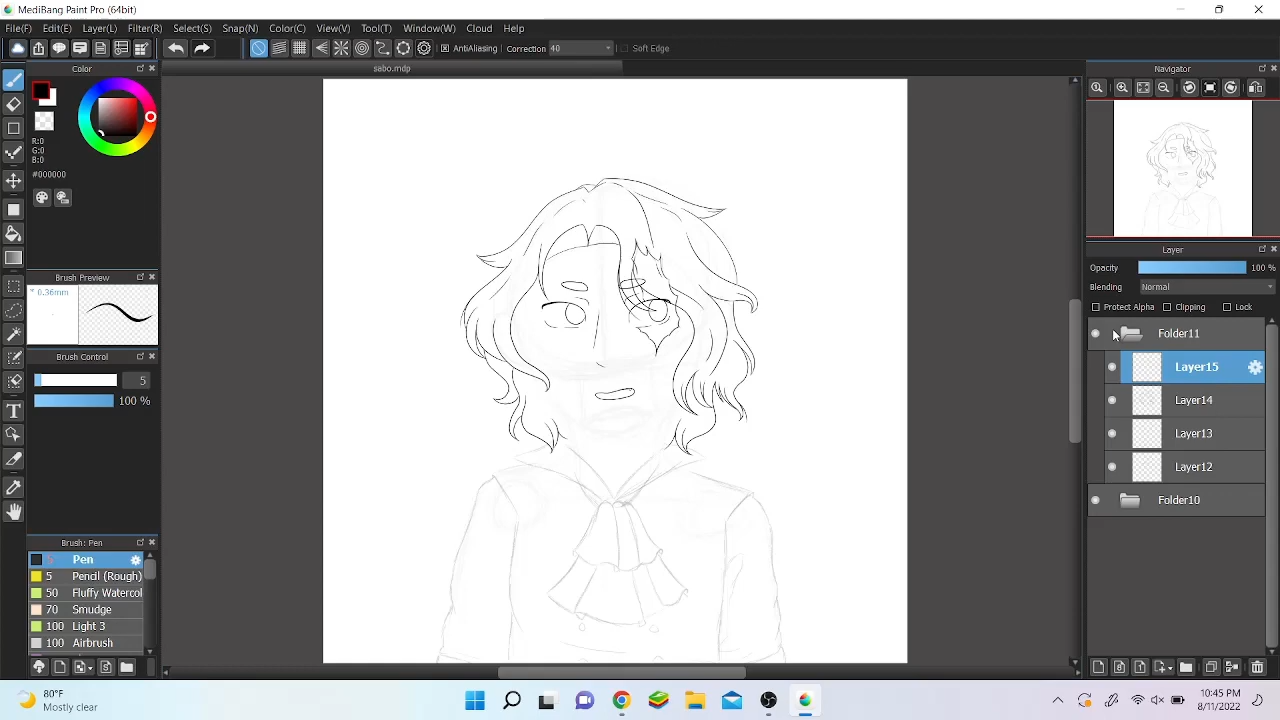 MediBang Paint Pro (64bit)
File(F) Edit(E) Layer(L) Filter(R) Select(S) Snap(N) Color(C) View(V) Tool(T) Window(W) Cloud Help
AntiAliasing Correction 40 Soft Edge
Color
sabo.mdp
Navigator
R:0
G:0
B:0
#000000
Layer
Opacity 100 %
Brush Preview
Blending Normal
0.36mm
Protect Alpha Clipping Lock
Folder11
Brush Control
Layer15
5
100 %
Layer14
Layer13
Layer12
Folder10
Brush: Pen
5 Pen
5 Pencil (Rough)
50 Fluffy Watercol
70 Smudge
100 Light 3
100 Airbrush
80°F
Mostly clear
10:45 PM
8/11/2022